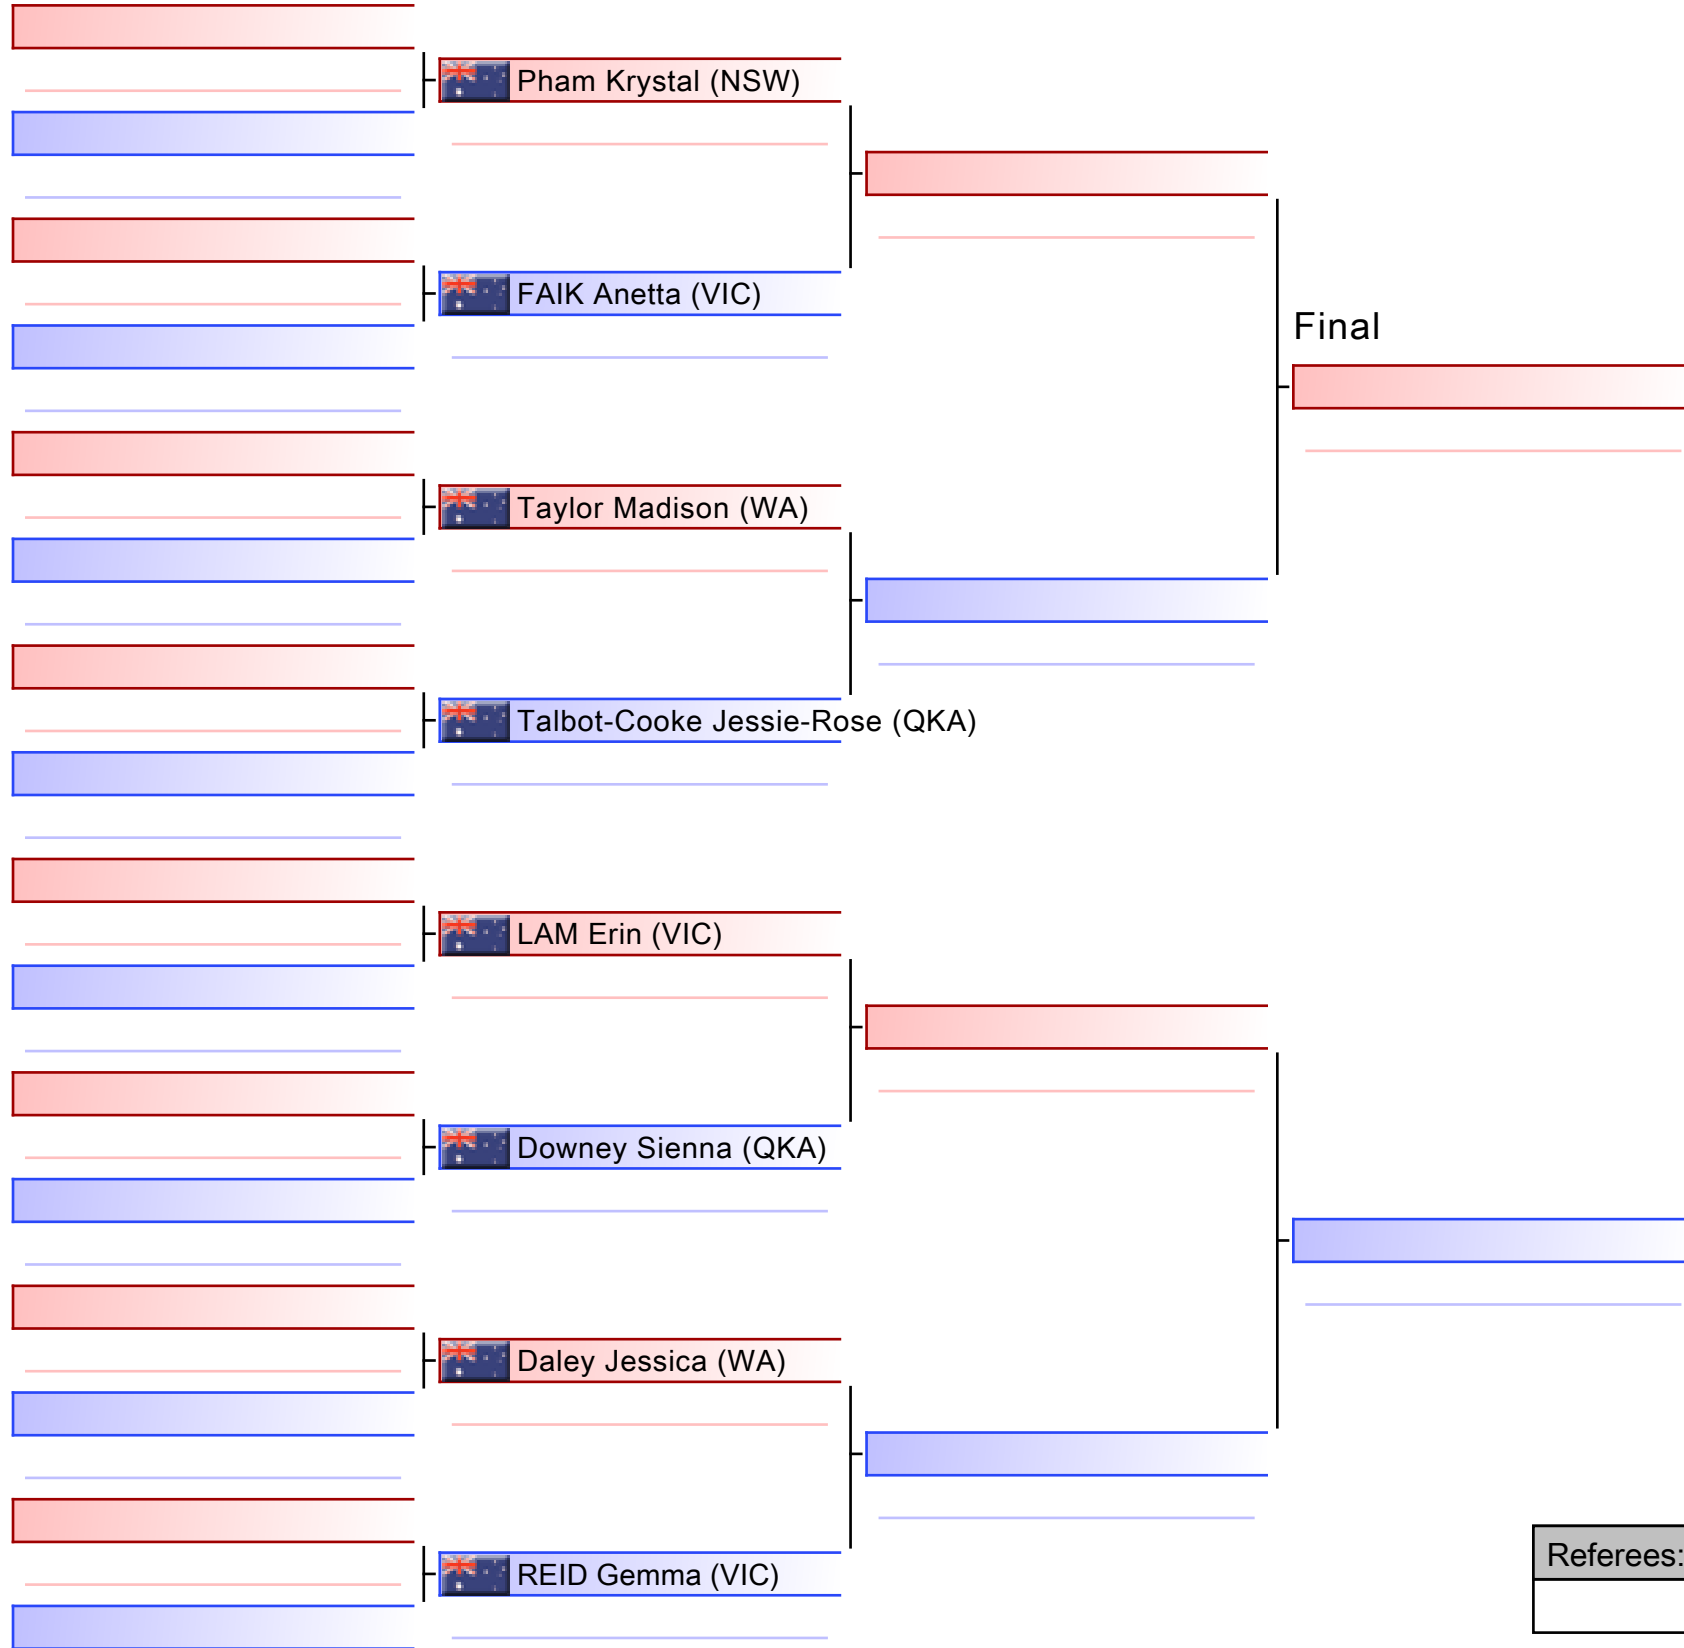 Pham Krystal (NSW)
FAIK Anetta (VIC)
Final
Taylor Madison (WA)
Talbot-Cooke Jessie-Rose (QKA)
LAM Erin (VIC)
Downey Sienna (QKA)
Daley Jessica (WA)
REID Gemma (VIC)
Referees: